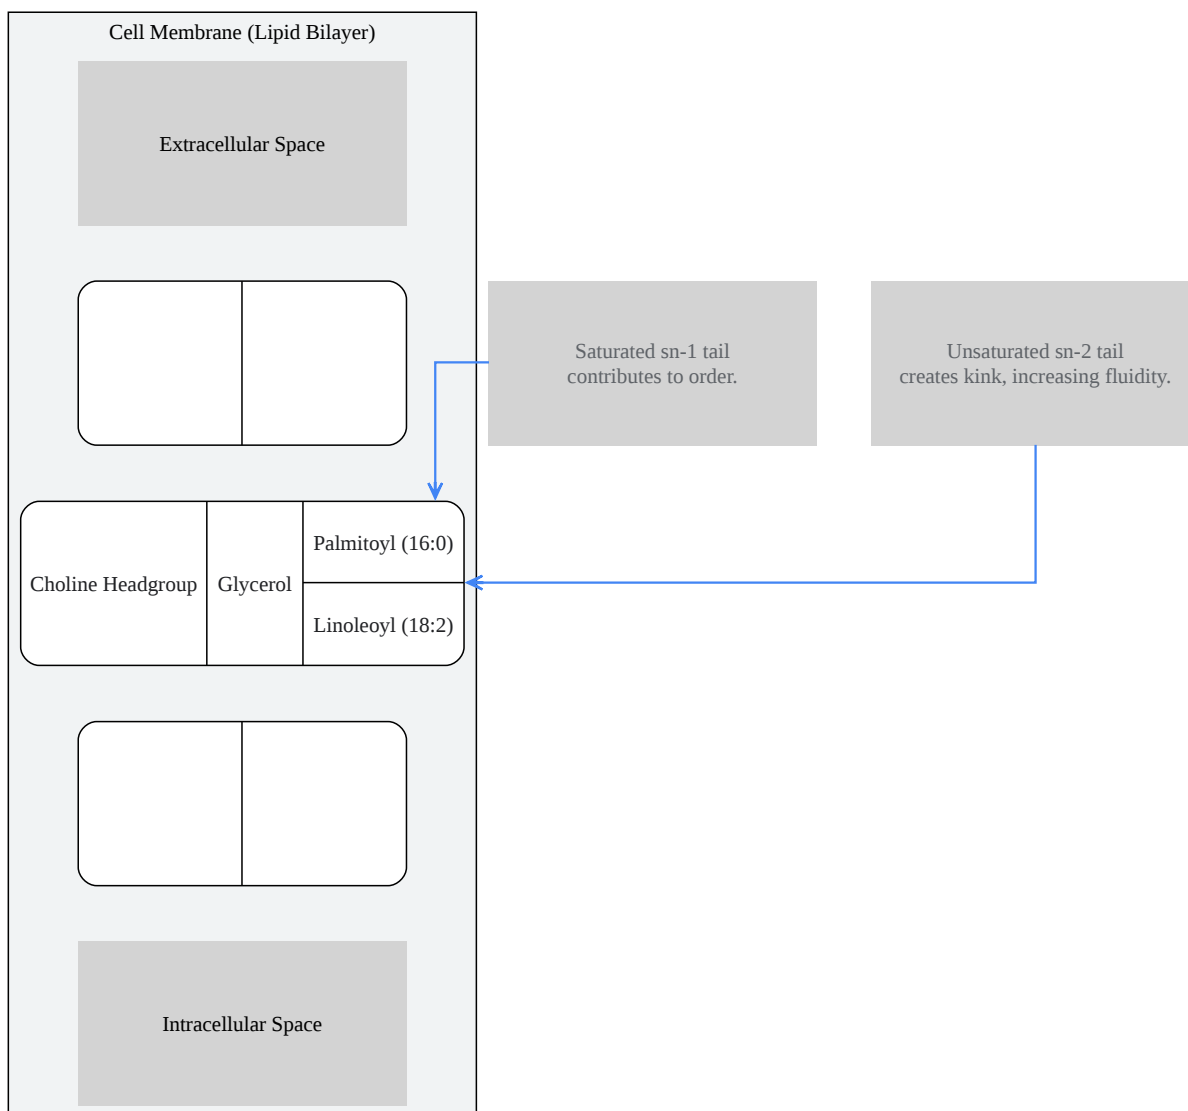 Cell Membrane (Lipid Bilayer)
Extracellular Space
Saturated sn-1 tail
contributes to order.
Unsaturated sn-2 tail
creates kink, increasing fluidity.
Choline Headgroup
Glycerol
Palmitoyl (16:0)
Linoleoyl (18:2)
Intracellular Space